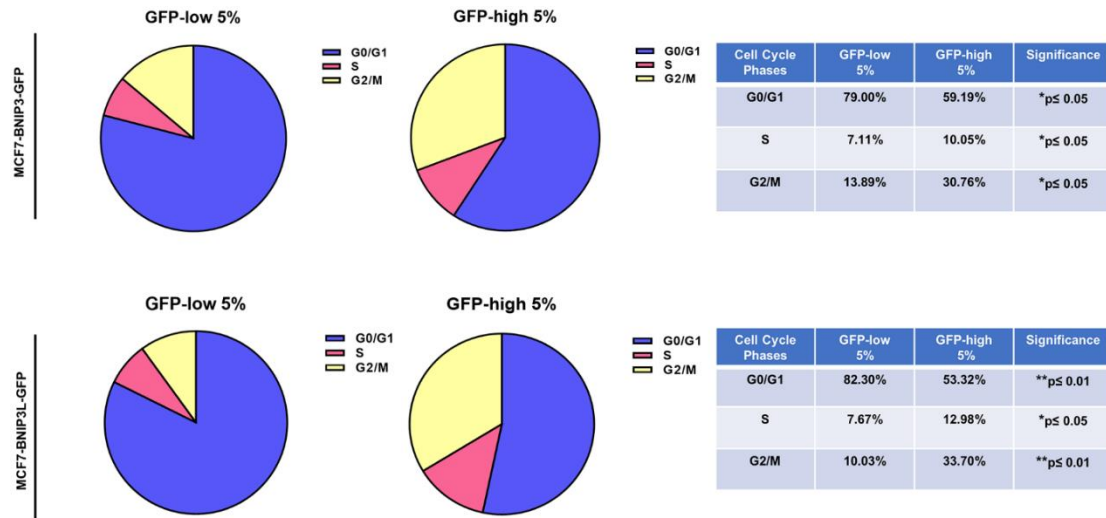 MCF7-BNIP3-GFP
GFP-low 5%
G0/G1
S
G2/M
GFP-high 5%
G0/G1
S
G2/M
Cell Cycle Phases GFP-low 5% GFP-high 5% Significance
G0/G1 79.00% 59.19% *p≤ 0.05
S 7.11% 10.05% *p≤ 0.05
G2/M 13.89% 30.76% *p≤ 0.05
MCF7-BNIP3L-GFP
GFP-low 5%
G0/G1
S
G2/M
GFP-high 5%
G0/G1
S
G2/M
Cell Cycle Phases GFP-low 5% GFP-high 5% Significance
G0/G1 82.30% 53.32% **p≤ 0.01
S 7.67% 12.98% *p≤ 0.05
G2/M 10.03% 33.70% **p≤ 0.01